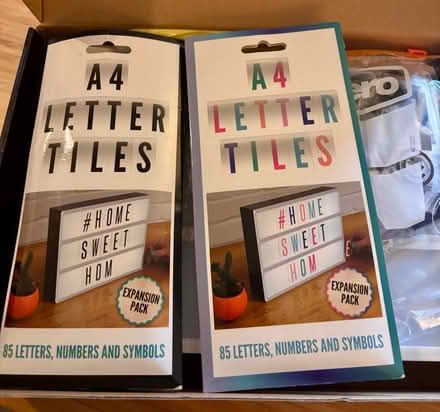 A4
LETTER
TILES
#HOME
SWEET
HOM
EXPANSION
PACK
85 LETTERS, NUMBERS AND SYMBOLS
A4
LETTER
TILES
#HOME
SWEET
HOM
EXPANSION
PACK
85 LETTERS, NUMBERS AND SYMBOLS